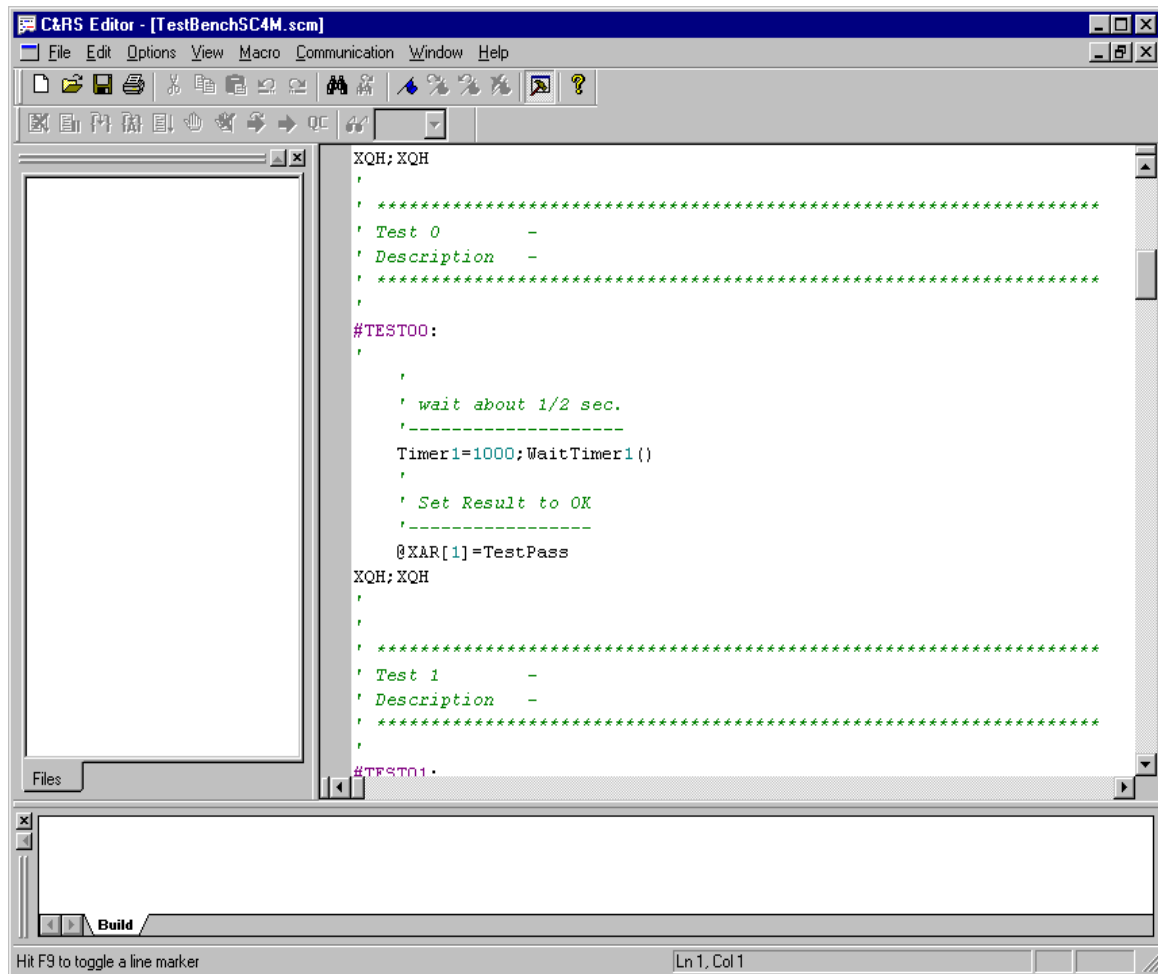 C&RS Editor - [TestBenchSC4M.scm]
File Edit Options View Macro Communication Window Help
QC
XQH;XQH
'
' *******************************************************************
' Test 0 -
' Description -
' *******************************************************************
'
#TEST00:
'
'
' wait about 1/2 sec.
'--------------------
Timer1=1000;WaitTimer1()
'
' Set Result to OK
'-----------------
@XAR[1]=TestPass
XQH;XQH
'
'
' *******************************************************************
' Test 1 -
' Description -
' *******************************************************************
'
#TEST01:
Files
Build
Hit F9 to toggle a line marker
Ln 1, Col 1